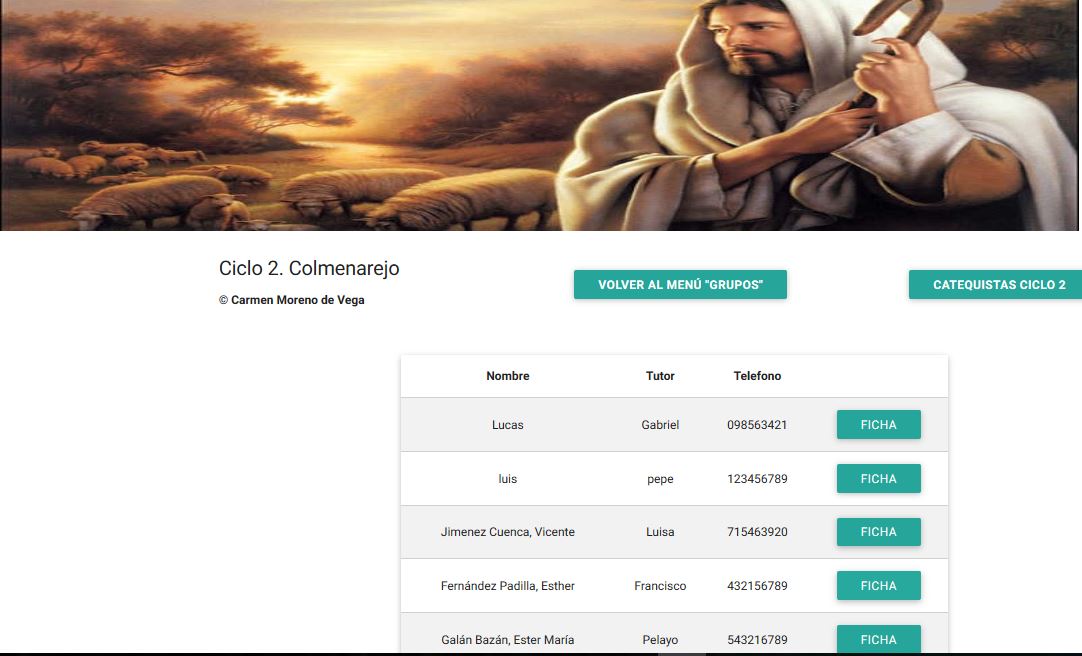 Ciclo 2. Colmenarejo
© Carmen Moreno de Vega
VOLVER AL MENÚ "GRUPOS"
CATEQUISTAS CICLO 2
Nombre Tutor Telefono
Lucas Gabriel 098563421 FICHA
luis pepe 123456789 FICHA
Jimenez Cuenca, Vicente Luisa 715463920 FICHA
Fernández Padilla, Esther Francisco 432156789 FICHA
Galán Bazán, Ester María Pelayo 543216789 FICHA